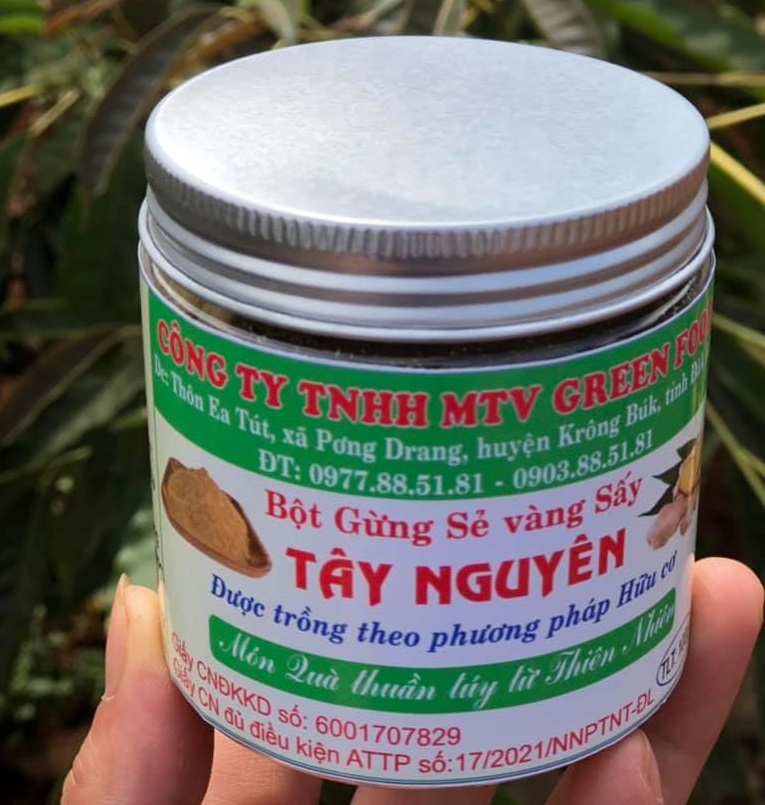 CÔNG TY TNHH MTV GREEN
Đc: Thôn Ea Tút, xã Pơng Drang, huyện Krông Búk, tỉnh
ĐT: 0977.88.51.81 - 0903.88.51.81
Bột Gừng Sẻ vàng Sấy
TÂY NGUYÊN
Được trồng theo phương pháp Hữu cơ
Món Quà thuần túy từ Thiên Nhiên
Giấy CNĐKKD số: 6001707829
Giấy CN đủ điều kiện ATTP số:17/2021/NNPTNT-ĐL
TLT: